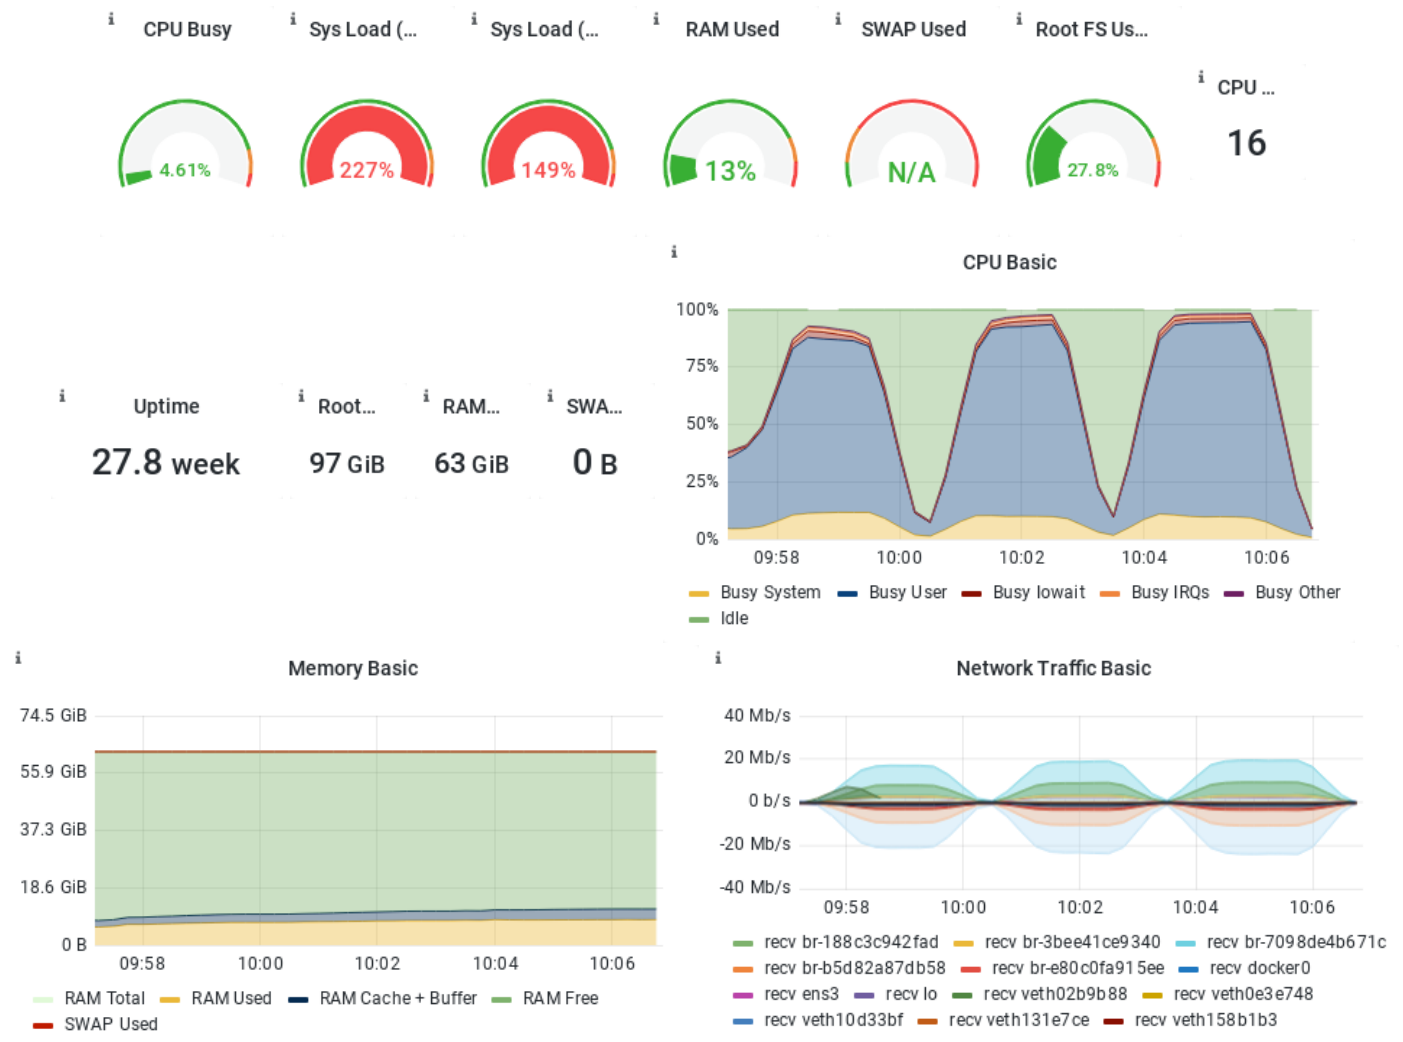 CPU Busy
Sys Load (...
Sys Load (...
RAM Used
SWAP Used
Root FS Us...
CPU ...
4.61%
227%
149%
13%
N/A
27.8%
16
CPU Basic
100%
75%
50%
25%
0%
09:58 10:00 10:02 10:04 10:06
Busy System Busy User Busy Iowait Busy IRQs Busy Other
Idle
Uptime
27.8 week
Root...
97 GiB
RAM...
63 GiB
SWA...
0 B
Memory Basic
74.5 GiB
55.9 GiB
37.3 GiB
18.6 GiB
0 B
09:58 10:00 10:02 10:04 10:06
RAM Total RAM Used RAM Cache + Buffer RAM Free
SWAP Used
Network Traffic Basic
40 Mb/s
20 Mb/s
0 b/s
-20 Mb/s
-40 Mb/s
09:58 10:00 10:02 10:04 10:06
recv br-188c3c942fad recv br-3bee41ce9340 recv br-7098de4b671c
recv br-b5d82a87db58 recv br-e80c0fa915ee recv docker0
recv ens3 recv lo recv veth02b9b88 recv veth0e3e748
recv veth10d33bf recv veth131e7ce recv veth158b1b3